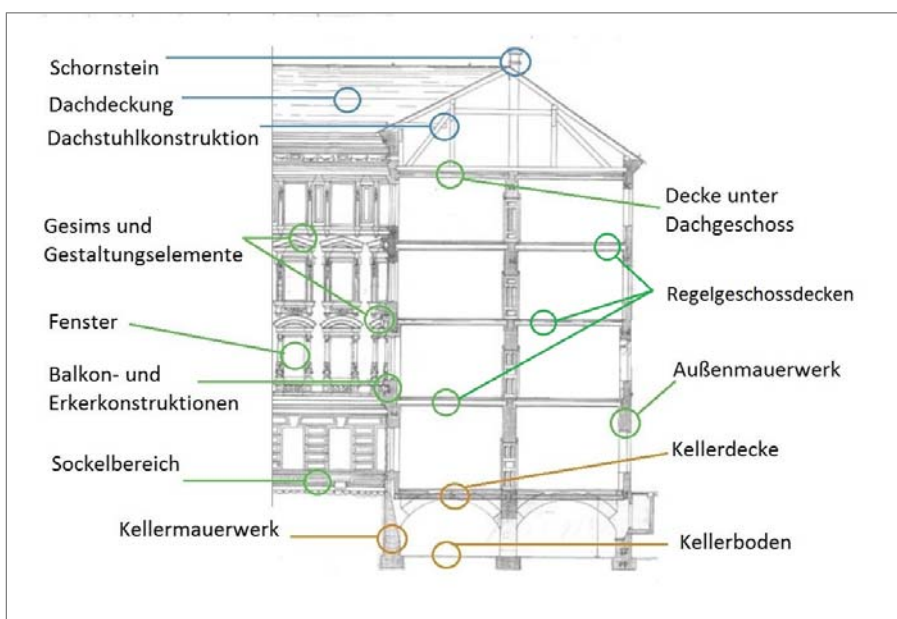 Schornstein
Dachdeckung
Dachstuhlkonstruktion
Decke unter
Dachgeschoss
Gesims und
Gestaltungselemente
Regelgeschossdecken
Fenster
Balkon- und
Erkerkonstruktionen
Außenmauerwerk
Sockelbereich
Kellerdecke
Kellermauerwerk
Kellerboden